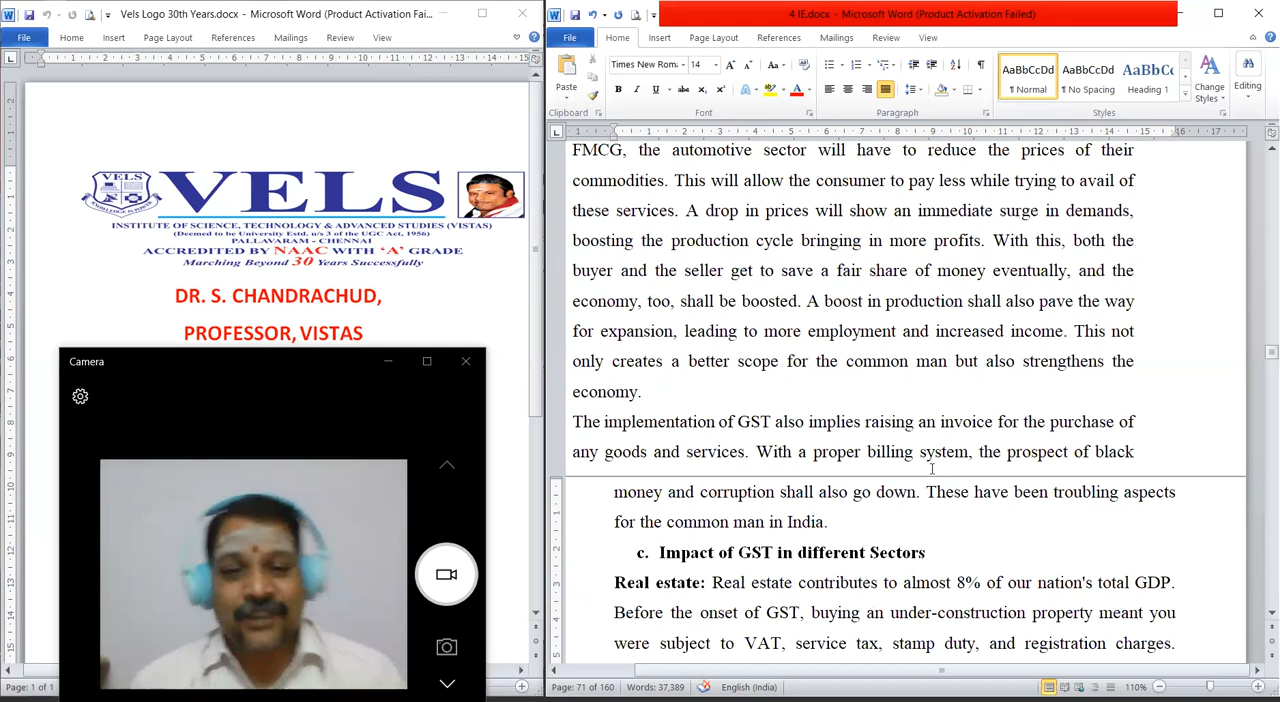 Vels Logo 30th Years.docx - Microsoft Word (Product Activation Fai...
File Home Insert Page Layout References Mailings Review View
VELS
VELS
INSTITUTE OF SCIENCE, TECHNOLOGY & ADVANCED STUDIES (VISTAS)
(Deemed to be University Estd. u/s 3 of the UGC Act, 1956)
PALLAVARAM - CHENNAI
ACCREDITED BY NAAC WITH ‘A’ GRADE
Marching Beyond 30 Years Successfully
DR. S. CHANDRACHUD,
PROFESSOR, VISTAS
Camera
Page: 1 of 1
4 IE.docx - Microsoft Word (Product Activation Failed)
File Home Insert Page Layout References Mailings Review View
Times New Rom 14
Paste
Clipboard
Font
Paragraph
AaBbCcDd AaBbCcDd AaBbCc
¶ Normal ¶ No Spacing Heading 1
Change
Styles
Editing
Styles
FMCG, the automotive sector will have to reduce the prices of their
commodities. This will allow the consumer to pay less while trying to avail of
these services. A drop in prices will show an immediate surge in demands,
boosting the production cycle bringing in more profits. With this, both the
buyer and the seller get to save a fair share of money eventually, and the
economy, too, shall be boosted. A boost in production shall also pave the way
for expansion, leading to more employment and increased income. This not
only creates a better scope for the common man but also strengthens the
economy.
The implementation of GST also implies raising an invoice for the purchase of
any goods and services. With a proper billing system, the prospect of black
money and corruption shall also go down. These have been troubling aspects
for the common man in India.
c. Impact of GST in different Sectors
Real estate: Real estate contributes to almost 8% of our nation's total GDP.
Before the onset of GST, buying an under-construction property meant you
were subject to VAT, service tax, stamp duty, and registration charges.
Page: 71 of 160 Words: 37,389 English (India) 110%